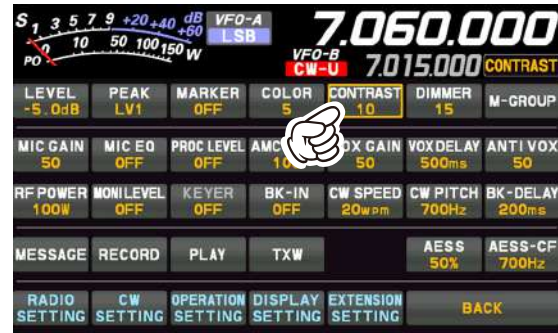 S 1 3 5 7 9 +20 +40 +60 dB
PO 0 10 50 100 150 W
VFO-A
LSB
7.060.000
VFO-B
CW-U
7.015.000
CONTRAST
LEVEL PEAK MARKER COLOR CONTRAST DIMMER M-GROUP
-5.0dB LV1 OFF 5 10 15
MIC GAIN MIC EQ PROC LEVEL AMC OX GAIN VOX DELAY ANTI VOX
50 OFF OFF 10 50 500ms 50
RF POWER MONI LEVEL KEYER BK-IN CW SPEED CW PITCH BK-DELAY
100W OFF OFF OFF 20wpm 700Hz 200ms
MESSAGE RECORD PLAY TXW AESS AESS-CF
50% 700Hz
RADIO CW OPERATION DISPLAY EXTENSION BACK
SETTING SETTING SETTING SETTING SETTING